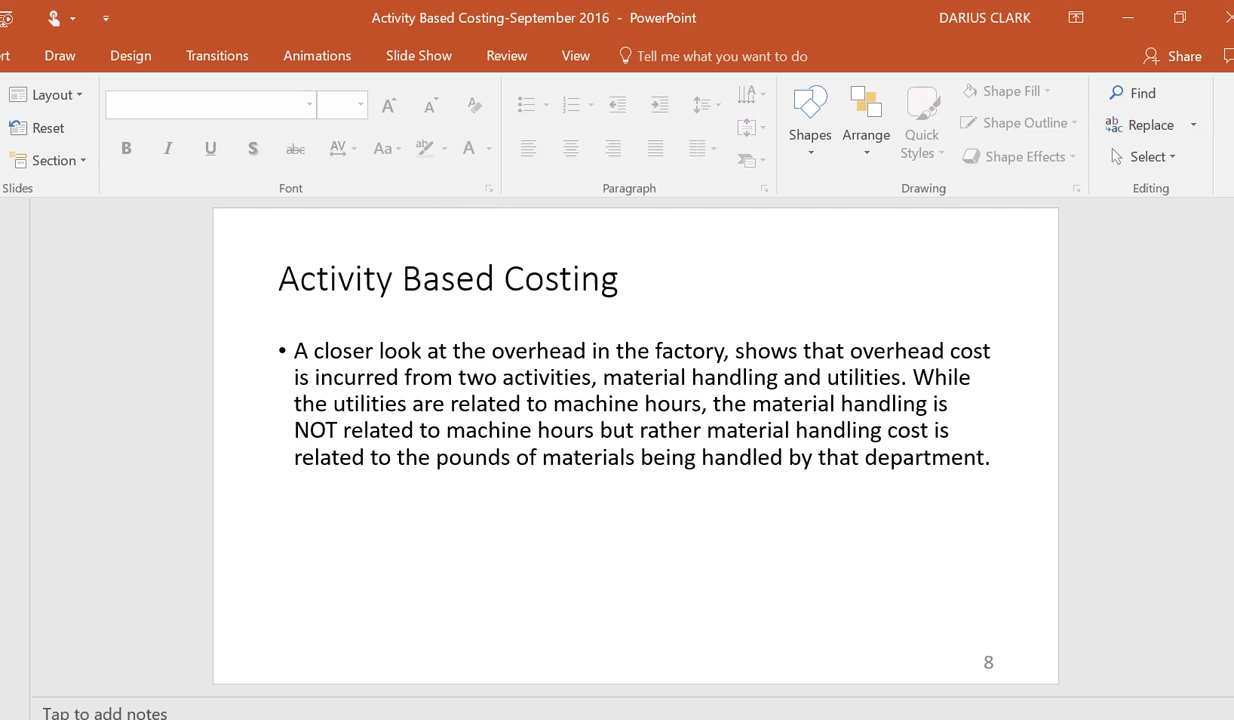 Activity Based Costing-September 2016 - PowerPoint
DARIUS CLARK
rt Draw Design Transitions Animations Slide Show Review View Tell me what you want to do Share
Layout
Reset
Section
Slides
B I U S abc AV Aa A
Font
Paragraph
Shapes Arrange Quick Styles
Shape Fill
Shape Outline
Shape Effects
Drawing
Find
Replace
Select
Editing
Activity Based Costing
• A closer look at the overhead in the factory, shows that overhead cost
is incurred from two activities, material handling and utilities. While
the utilities are related to machine hours, the material handling is
NOT related to machine hours but rather material handling cost is
related to the pounds of materials being handled by that department.
8
Tap to add notes